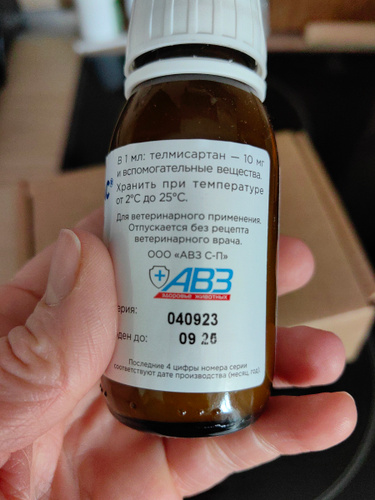 В 1 мл: телмисартан — 10 мг
и вспомогательные вещества.
Хранить при температуре
от 2°С до 25°С.
Для ветеринарного применения.
Отпускается без рецепта
ветеринарного врача.
ООО «АВЗ С-П»
АВЗ
ЗДОРОВЬЕ ЖИВОТНЫХ
040923
до:
09 26
Последние 4 цифры номера серии
соответствуют дате производства (месяц, год)